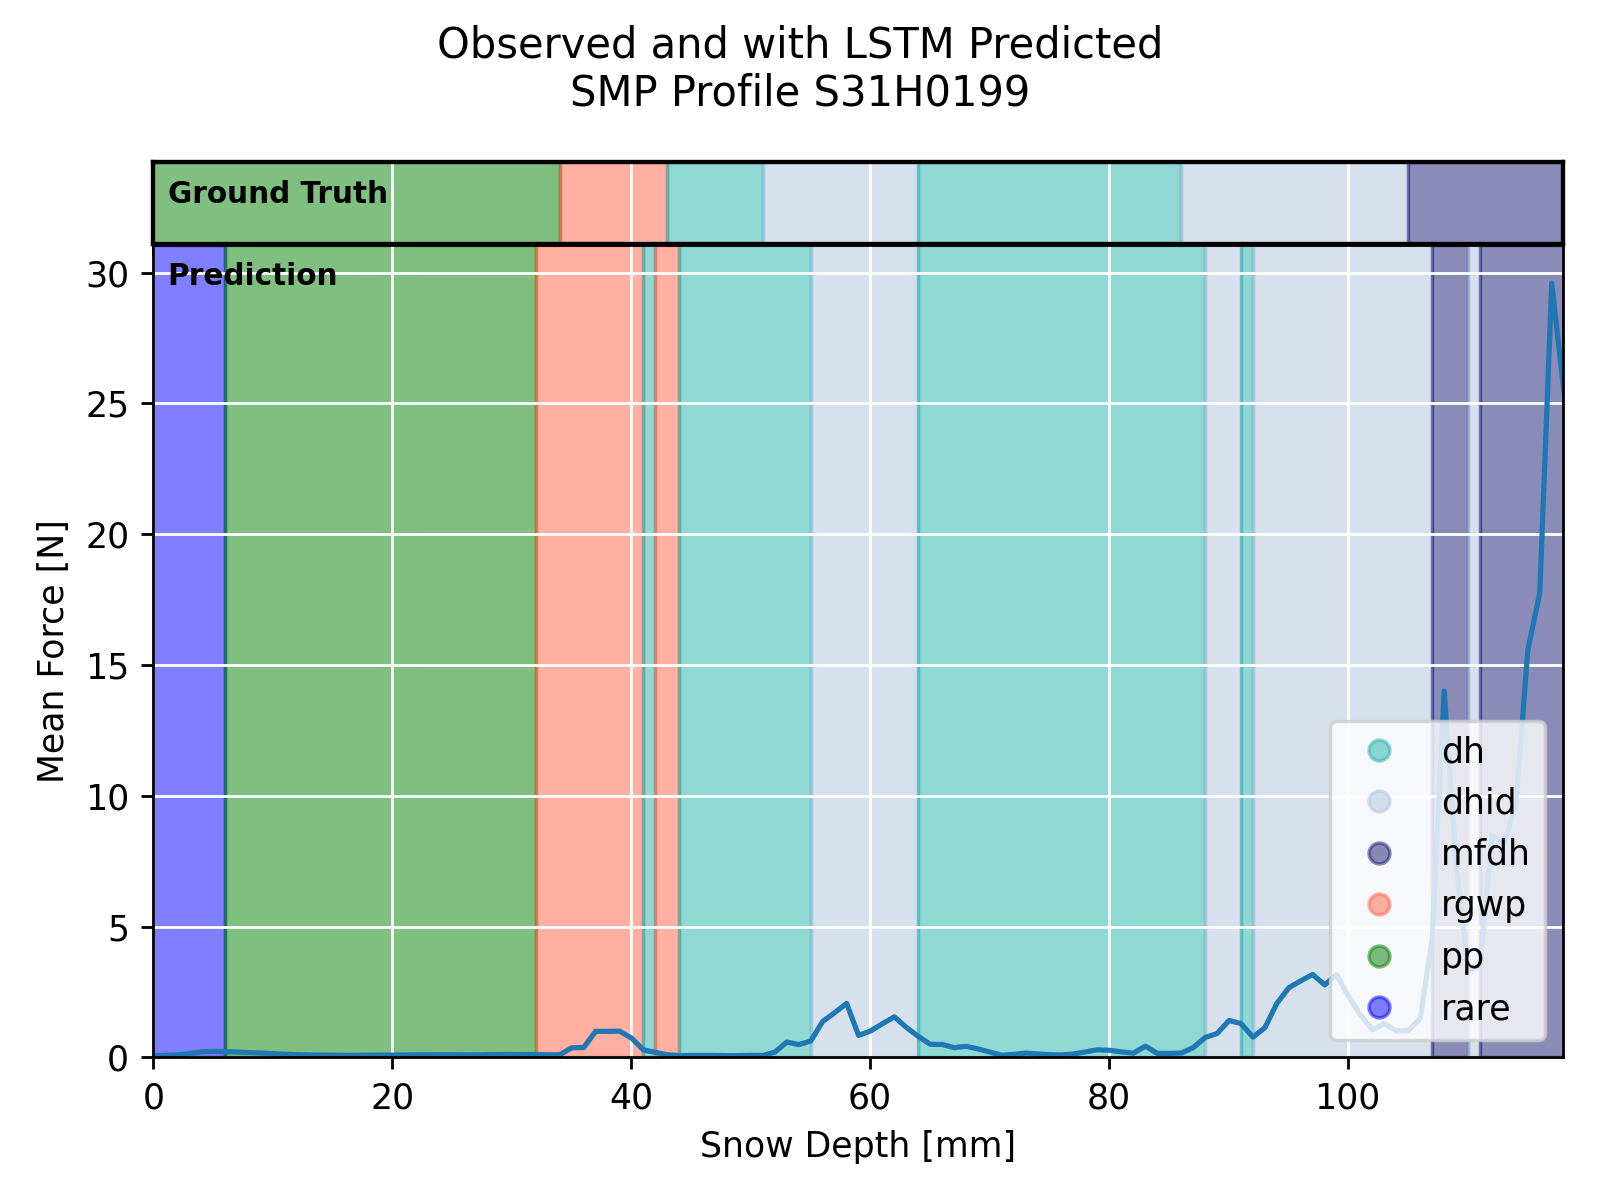 Observed and with LSTM Predicted
SMP Profile S31H0199
Ground Truth
Prediction
30
25
20
15
10
5
0
Mean Force [N]
0 20 40 60 80 100
Snow Depth [mm]
dh
dhid
mfdh
rgwp
pp
rare